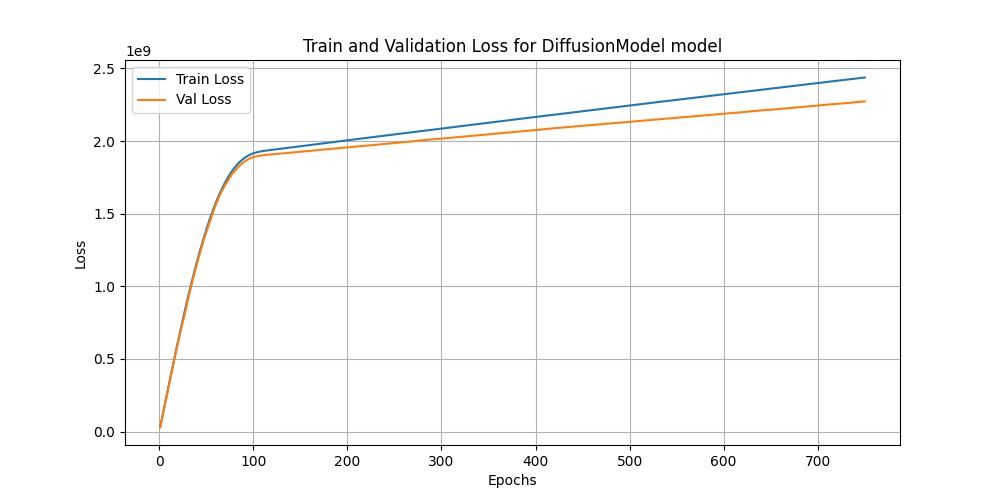 Train and Validation Loss for DiffusionModel model
1e9
2.5
2.0
1.5
1.0
0.5
0.0
Loss
Train Loss
Val Loss
0 100 200 300 400 500 600 700
Epochs